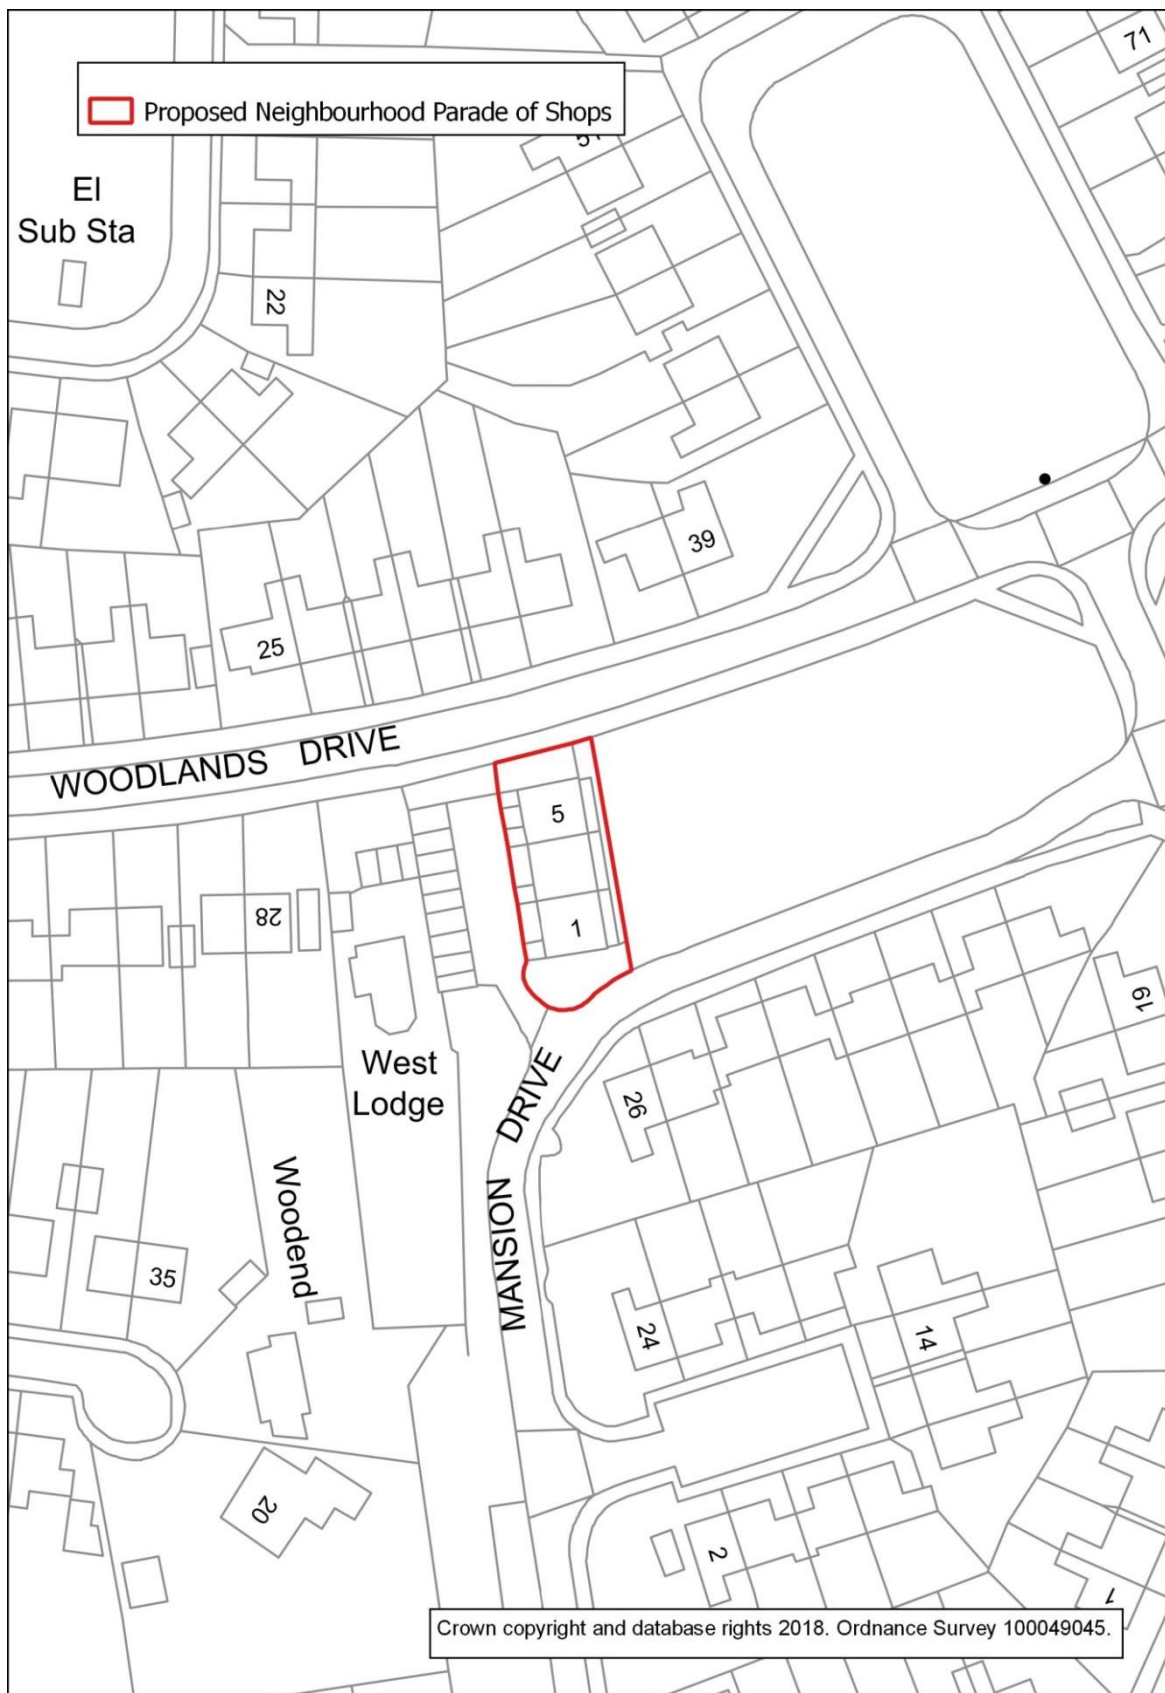 71
Proposed Neighbourhood Parade of Shops
El
Sub Sta
22
39
25
WOODLANDS DRIVE
5
28
1
19
West
Lodge
MANSION DRIVE
26
Woodend
35
24
14
20
2
1
Crown copyright and database rights 2018. Ordnance Survey 100049045.